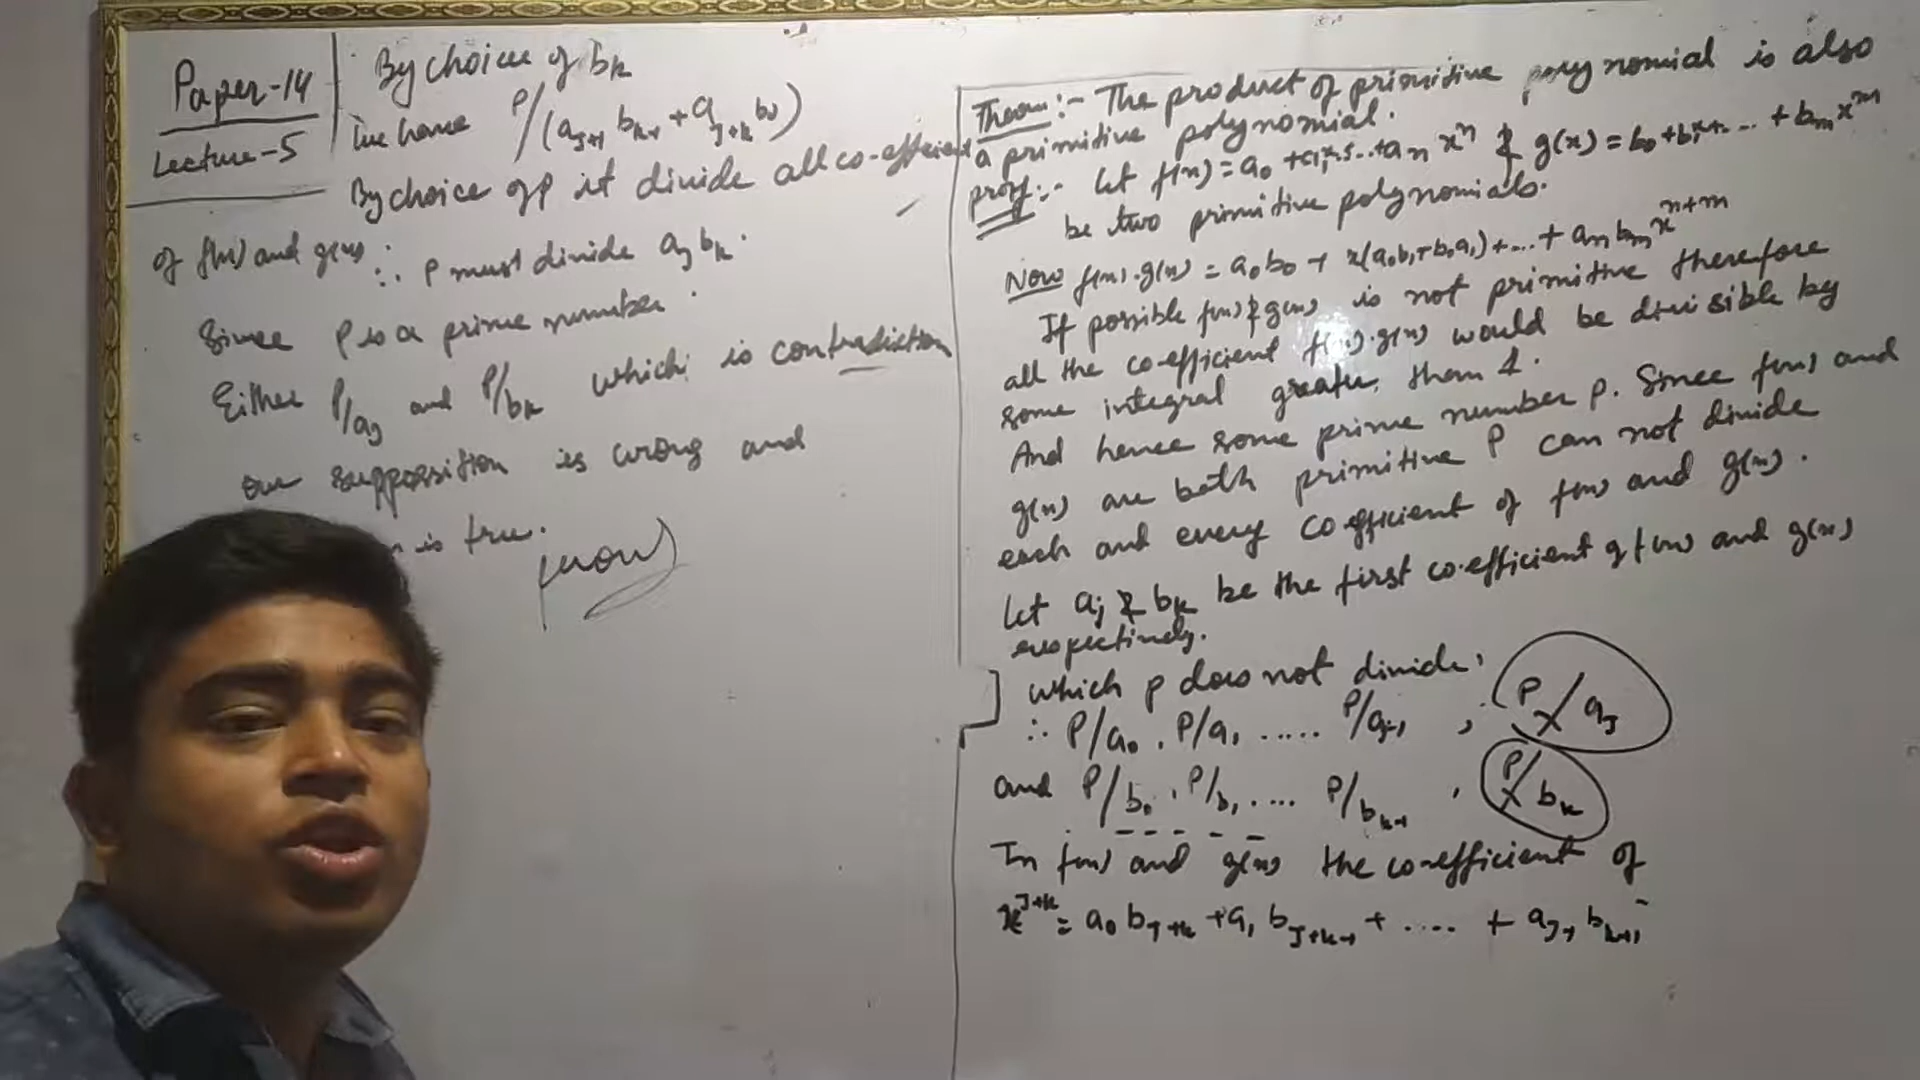 Paper-14
Lecture-5
By choice of bk
we have P/(aJ+1 bk-1 + aJ+k b0)
By choice of P it divide all co-efficient
of f(x) and g(x) ∴ P must divide aJ bk.
Since P is a prime number.
Either P/aJ and P/bk which is contradiction
our supposition is wrong and
is true.
Theorem:- The product of primitive polynomial is also
a primitive polynomial.
proof:- Let f(x) = a0 + a1x + ... + an x^n & g(x) = b0 + b1x + ... + bm x^m
be two primitive polynomials.
Now f(x).g(x) = a0b0 + x(a0b1 + b0a1) + ... + an bm x^n+m
If possible f(x) & g(x) is not primitive therefore
all the co-efficient f(x).g(x) would be divisible by
some integral greater than 1.
And hence some prime number P. Since f(x) and
g(x) are both primitive P can not divide
each and every co-efficient of f(x) and g(x).
Let aj & bk be the first co-efficient of f(x) and g(x)
respectively.
which p does not divide.
∴ P/a0 . P/a1 ..... P/aj-1 , P∤aJ
and P/b0 . P/b1 .... P/bk-1 , P∤bk
In f(x) and g(x) the co-efficient of
x^J+k = a0 bJ+k + a1 bJ+k-1 + .... + aJ-1 bk+1